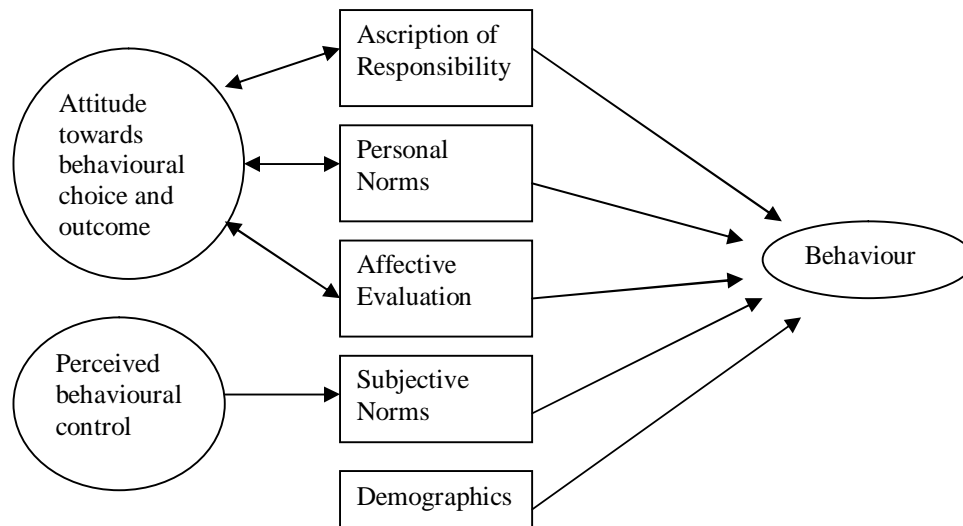 Attitude
towards
behavioural
choice and
outcome
Perceived
behavioural
control
Ascription of
Responsibility
Personal
Norms
Affective
Evaluation
Subjective
Norms
Demographics
Behaviour